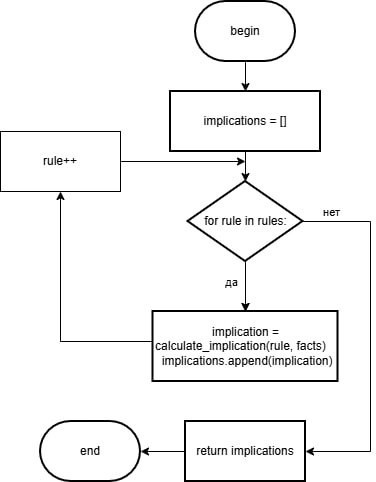 begin
implications = []
rule++
for rule in rules:
нет
да
implication =
calculate_implication(rule, facts)
implications.append(implication)
end
return implications